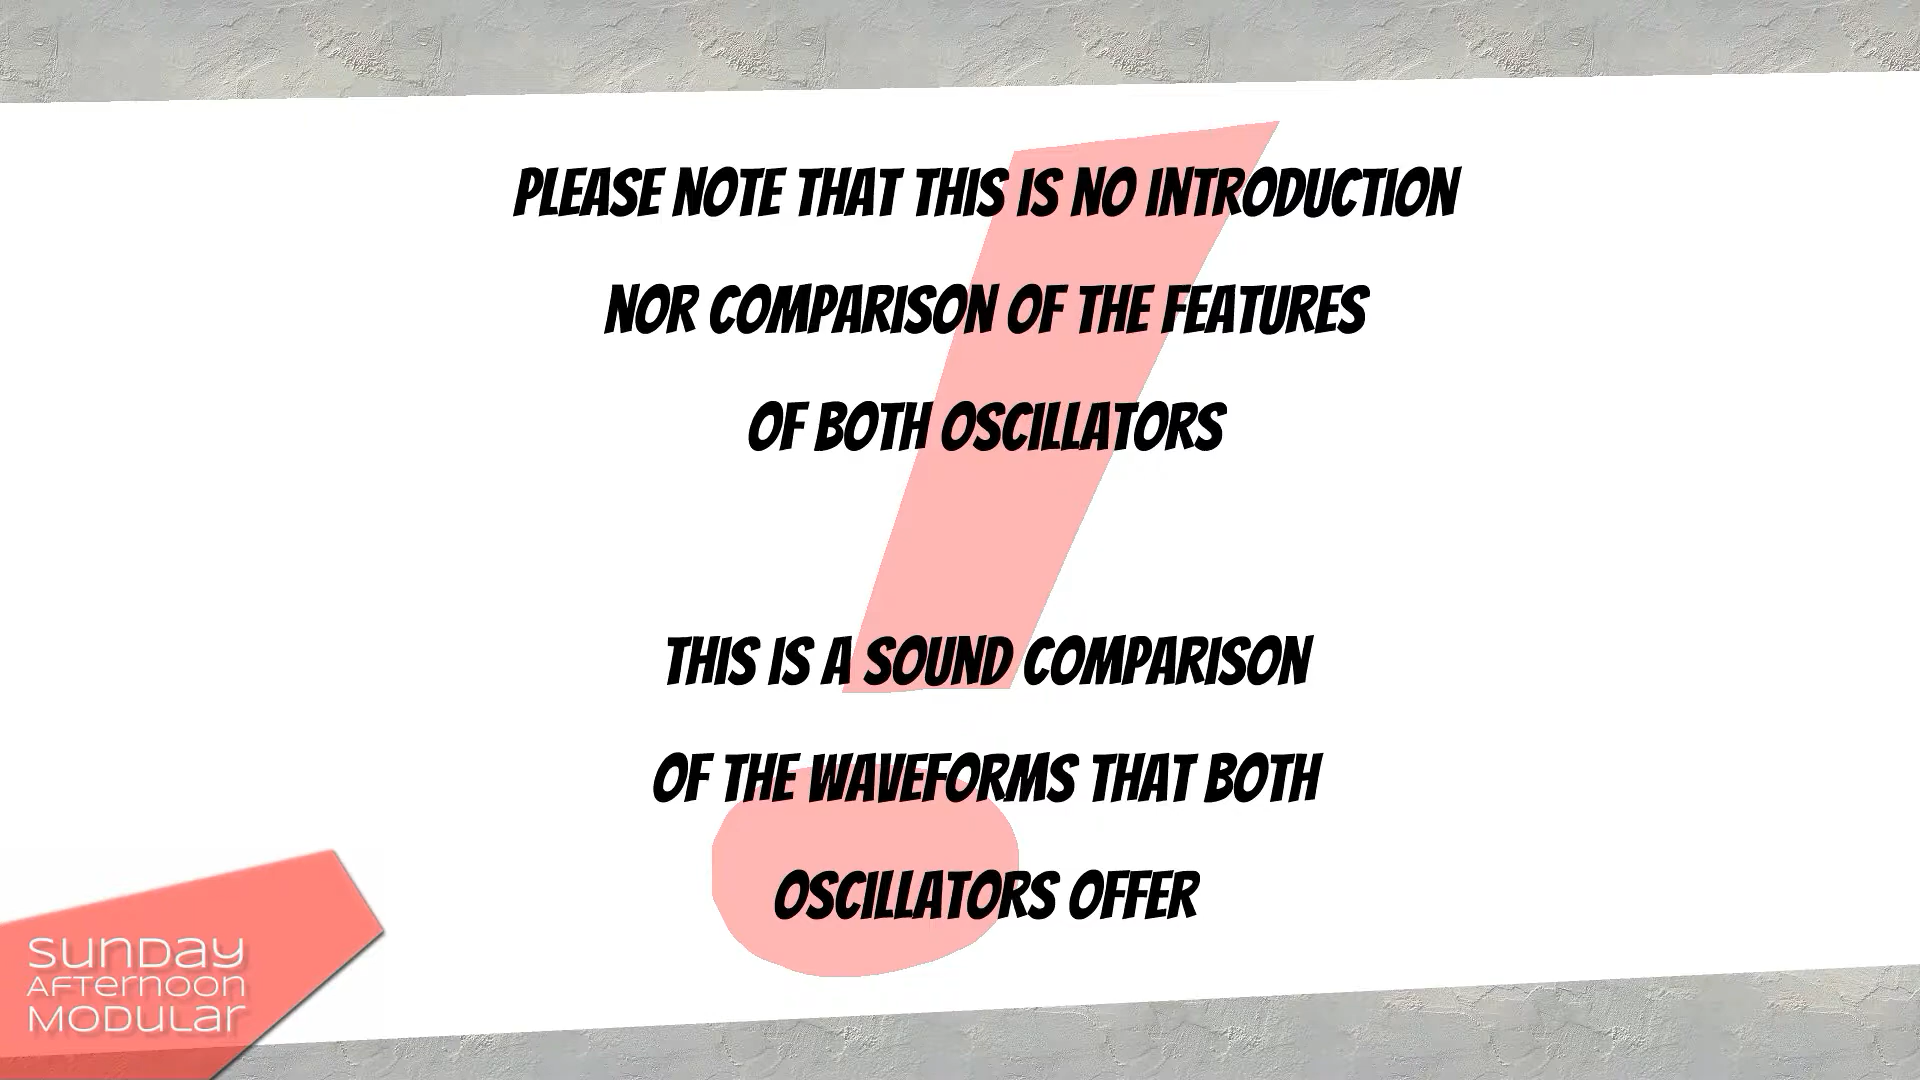 PLEASE NOTE THAT THIS IS NO INTRODUCTION
NOR COMPARISON OF THE FEATURES
OF BOTH OSCILLATORS
THIS IS A SOUND COMPARISON
OF THE WAVEFORMS THAT BOTH
OSCILLATORS OFFER
SUNDAY
AFTERNOON
MODULAR